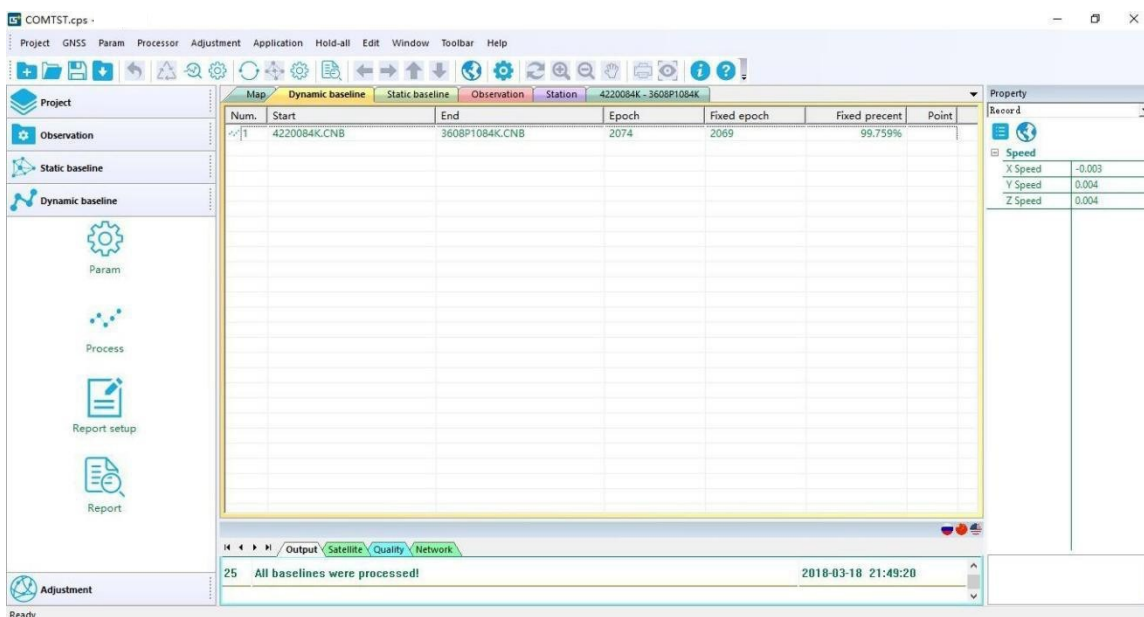 COMTST.cps -
Project GNSS Param Processor Adjustment Application Hold-all Edit Window Toolbar Help
Project
Observation
Static baseline
Dynamic baseline
Param
Process
Report setup
Report
Adjustment
Ready
Map Dynamic baseline Static baseline Observation Station 4220084K - 3608P1084K
Num. Start End Epoch Fixed epoch Fixed precent Point
1 4220084K.CNB 3608P1084K.CNB 2074 2069 99.759%
Output Satellite Quality Network
25 All baselines were processed! 2018-03-18 21:49:20
Property
Record
Speed
X Speed -0.003
Y Speed 0.004
Z Speed 0.004